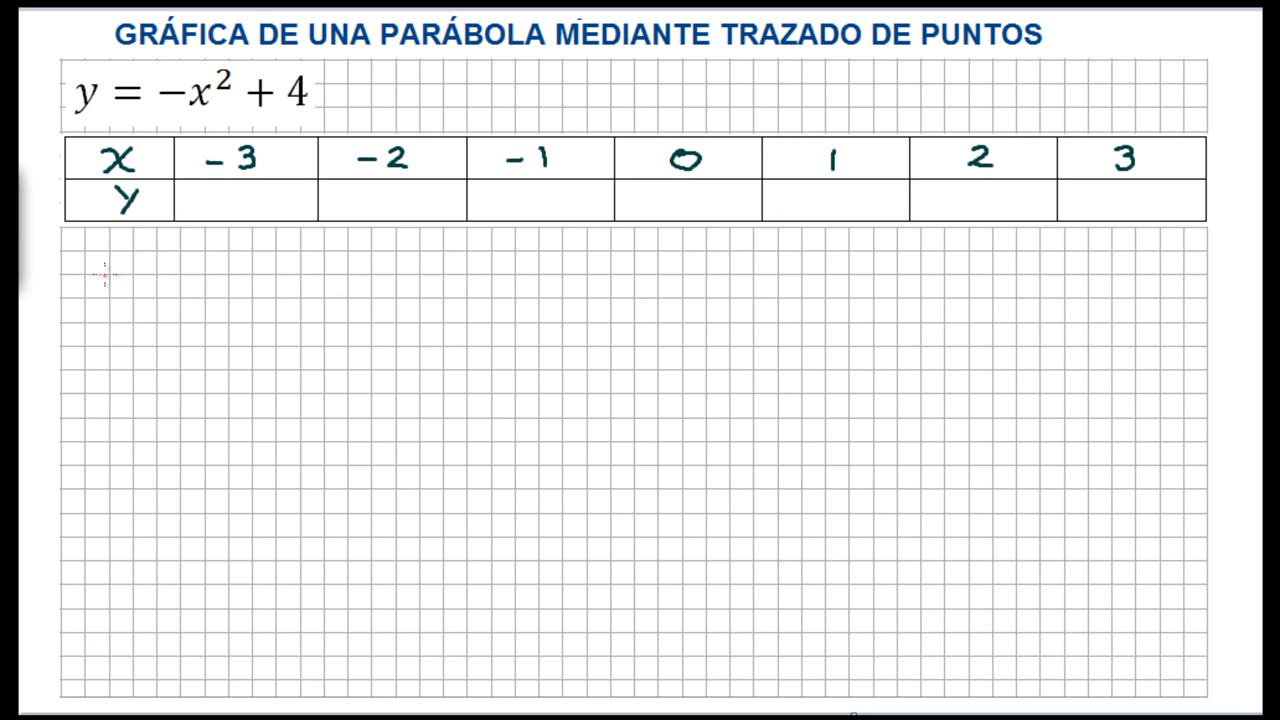 GRÁFICA DE UNA PARÁBOLA MEDIANTE TRAZADO DE PUNTOS
y = −x² + 4
x -3 -2 -1 0 1 2 3
y